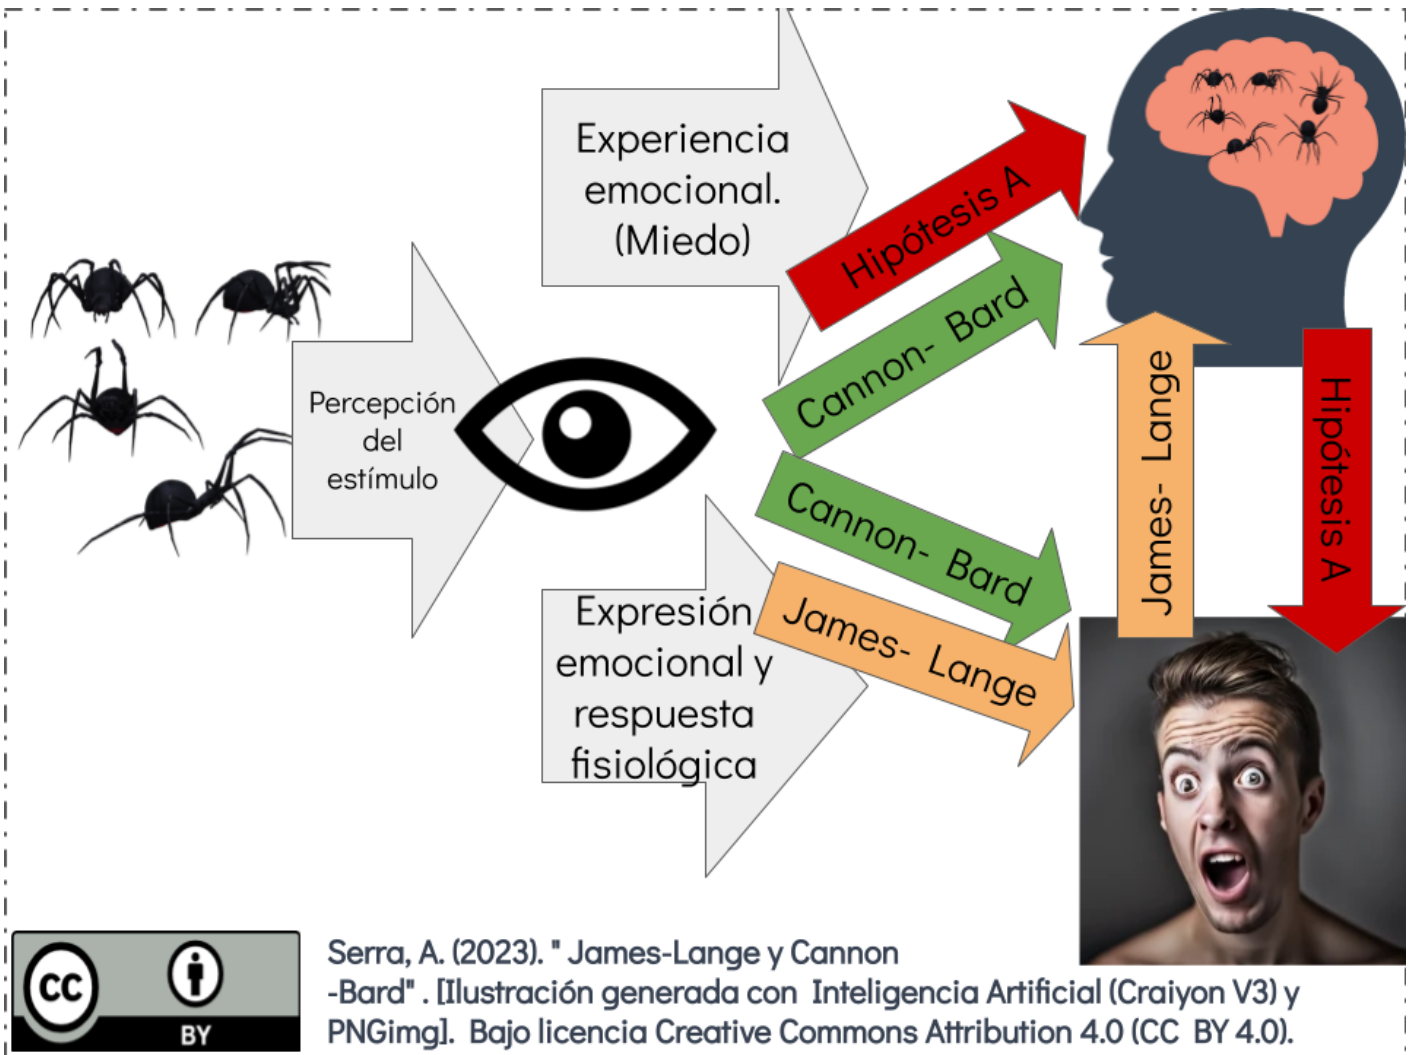 Experiencia
emocional.
(Miedo)
Hipótesis A
Cannon- Bard
Percepción
del
estímulo
Cannon- Bard
James- Lange
Hipótesis A
Expresión
emocional y
respuesta
fisiológica
James- Lange
Serra, A. (2023). " James-Lange y Cannon
-Bard" . [Ilustración generada con Inteligencia Artificial (Craiyon V3) y
PNGimg]. Bajo licencia Creative Commons Attribution 4.0 (CC BY 4.0).
cc
BY